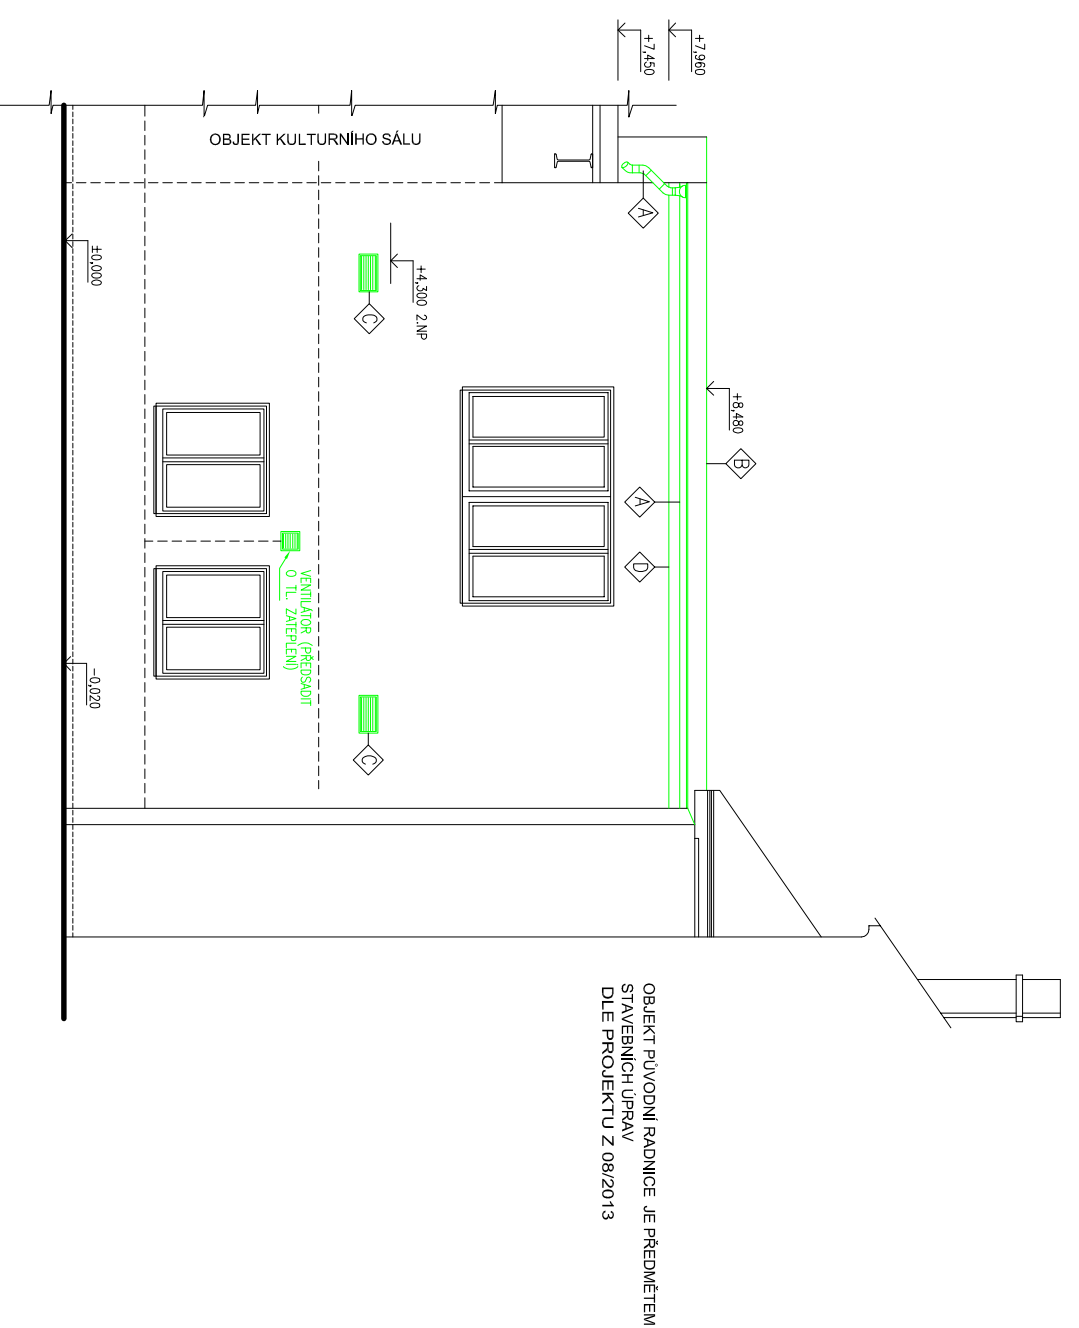 +7,960
+7,450
OBJEKT KULTURNÍHO SÁLU
A
±0,000
+4,300 2.NP
C
+8,480
B
A
D
VENTILÁTOR (PŘEDSADIT
O TL. ZATEPLENÍ)
-0,020
C
OBJEKT PŮVODNÍ RADNICE JE PŘEDMĚTEM
STAVEBNÍCH ÚPRAV
DLE PROJEKTU Z 08/2013